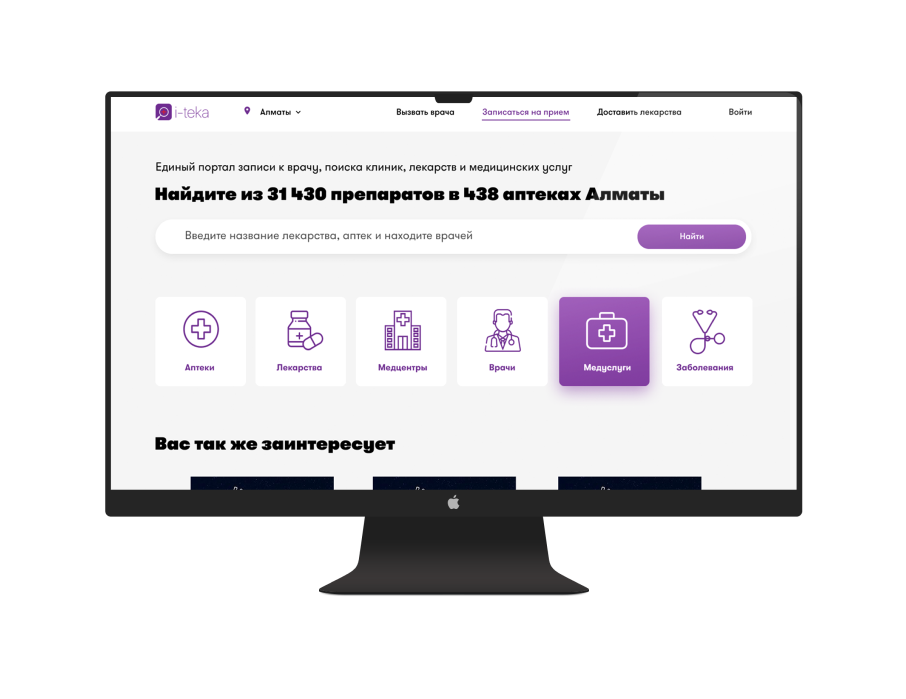 i-teka
Алматы
Вызвать врача
Записаться на прием
Доставить лекарства
Войти
Единый портал записи к врачу, поиска клиник, лекарств и медицинских услуг
Найдите из 31 430 препаратов в 438 аптеках Алматы
Введите название лекарства, аптек и находите врачей
Найти
Аптеки
Лекарства
Медцентры
Врачи
Медуслуги
Заболевания
Вас так же заинтересует